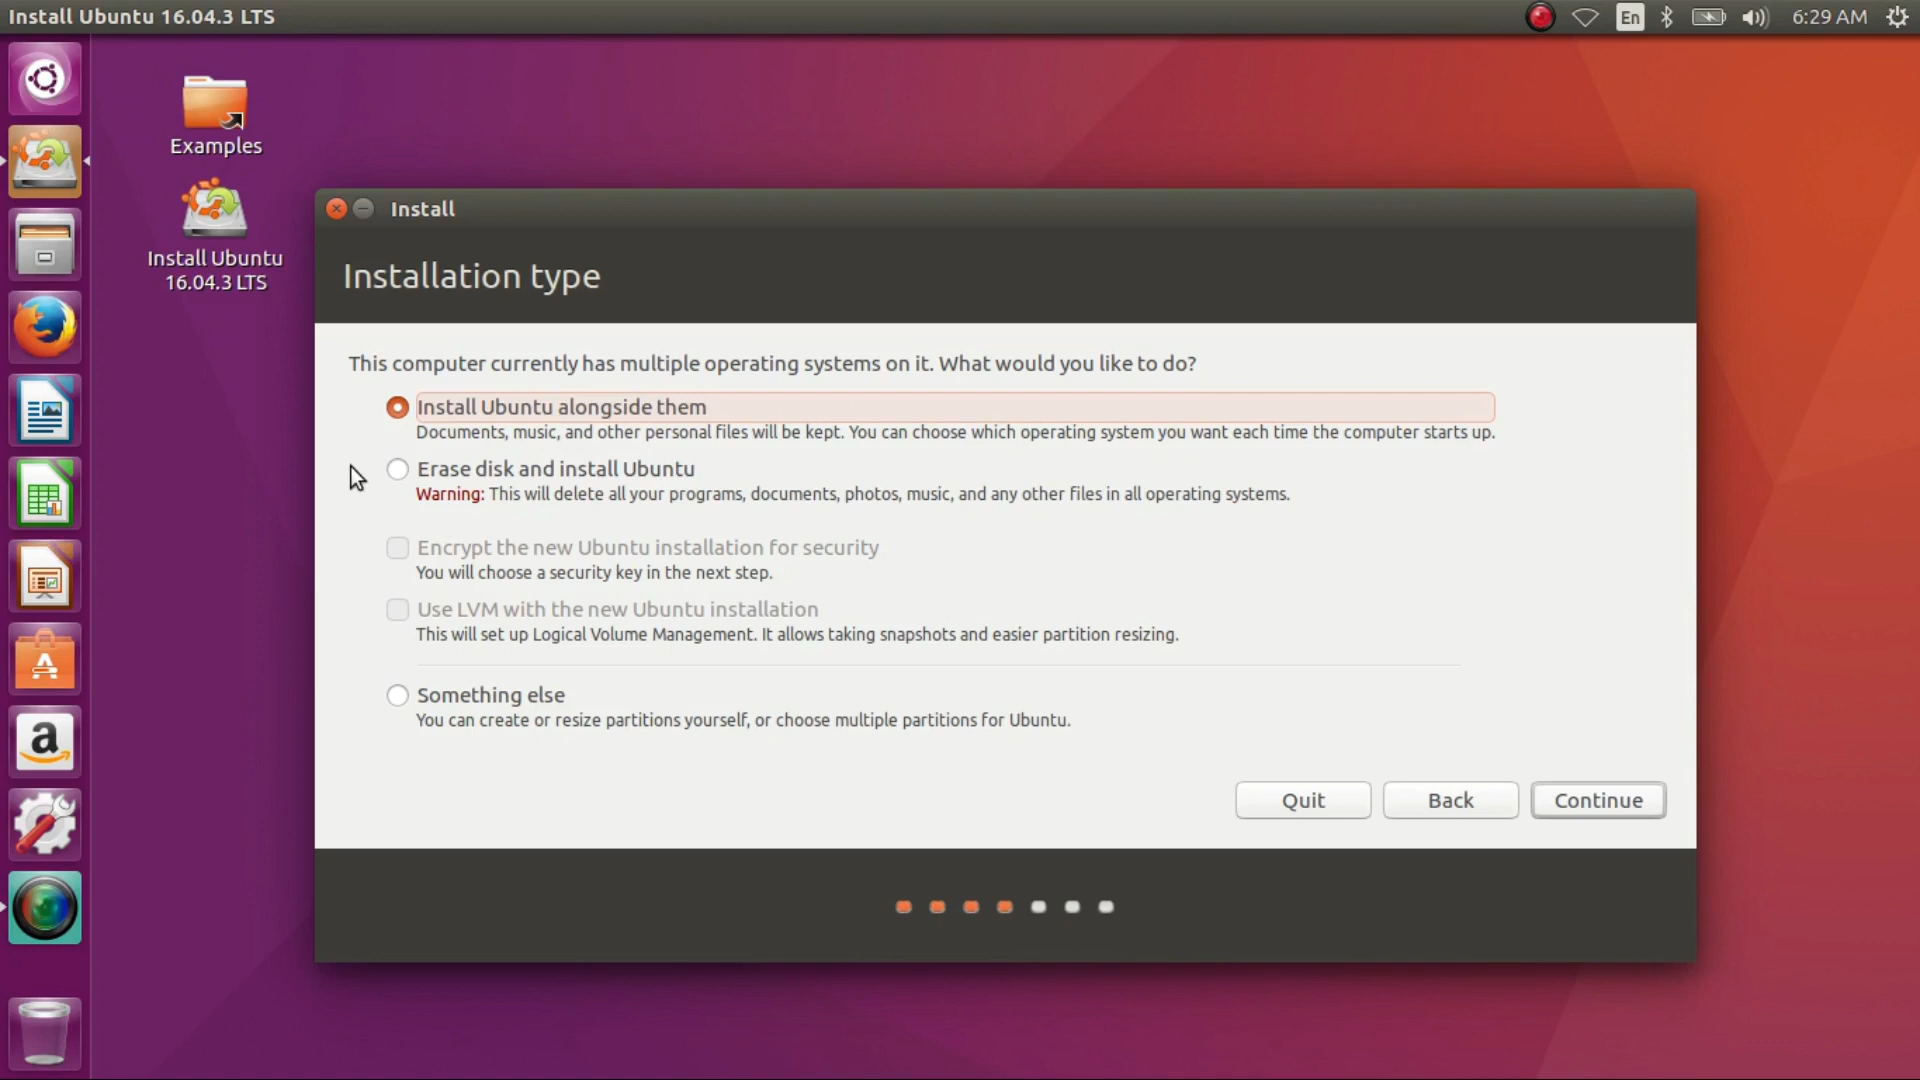 Install Ubuntu 16.04.3 LTS
En
6:29 AM
Examples
Install Ubuntu
16.04.3 LTS
Install
Installation type
This computer currently has multiple operating systems on it. What would you like to do?
Install Ubuntu alongside them
Documents, music, and other personal files will be kept. You can choose which operating system you want each time the computer starts up.
Erase disk and install Ubuntu
Warning: This will delete all your programs, documents, photos, music, and any other files in all operating systems.
Encrypt the new Ubuntu installation for security
You will choose a security key in the next step.
Use LVM with the new Ubuntu installation
This will set up Logical Volume Management. It allows taking snapshots and easier partition resizing.
Something else
You can create or resize partitions yourself, or choose multiple partitions for Ubuntu.
Quit
Back
Continue